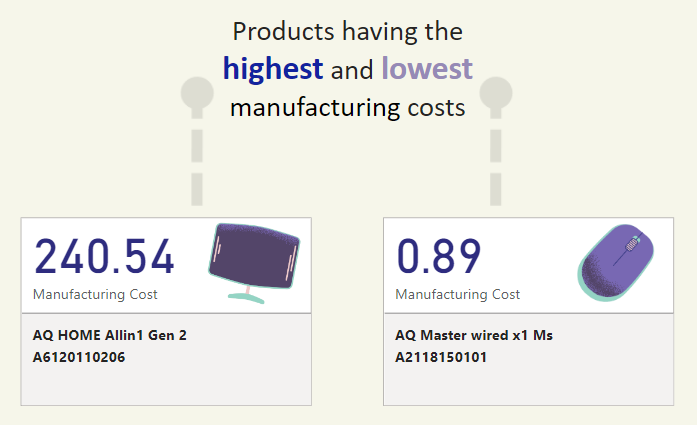 Products having the
highest and lowest
manufacturing costs
240.54
Manufacturing Cost
AQ HOME Allin1 Gen 2
A6120110206
0.89
Manufacturing Cost
AQ Master wired x1 Ms
A2118150101